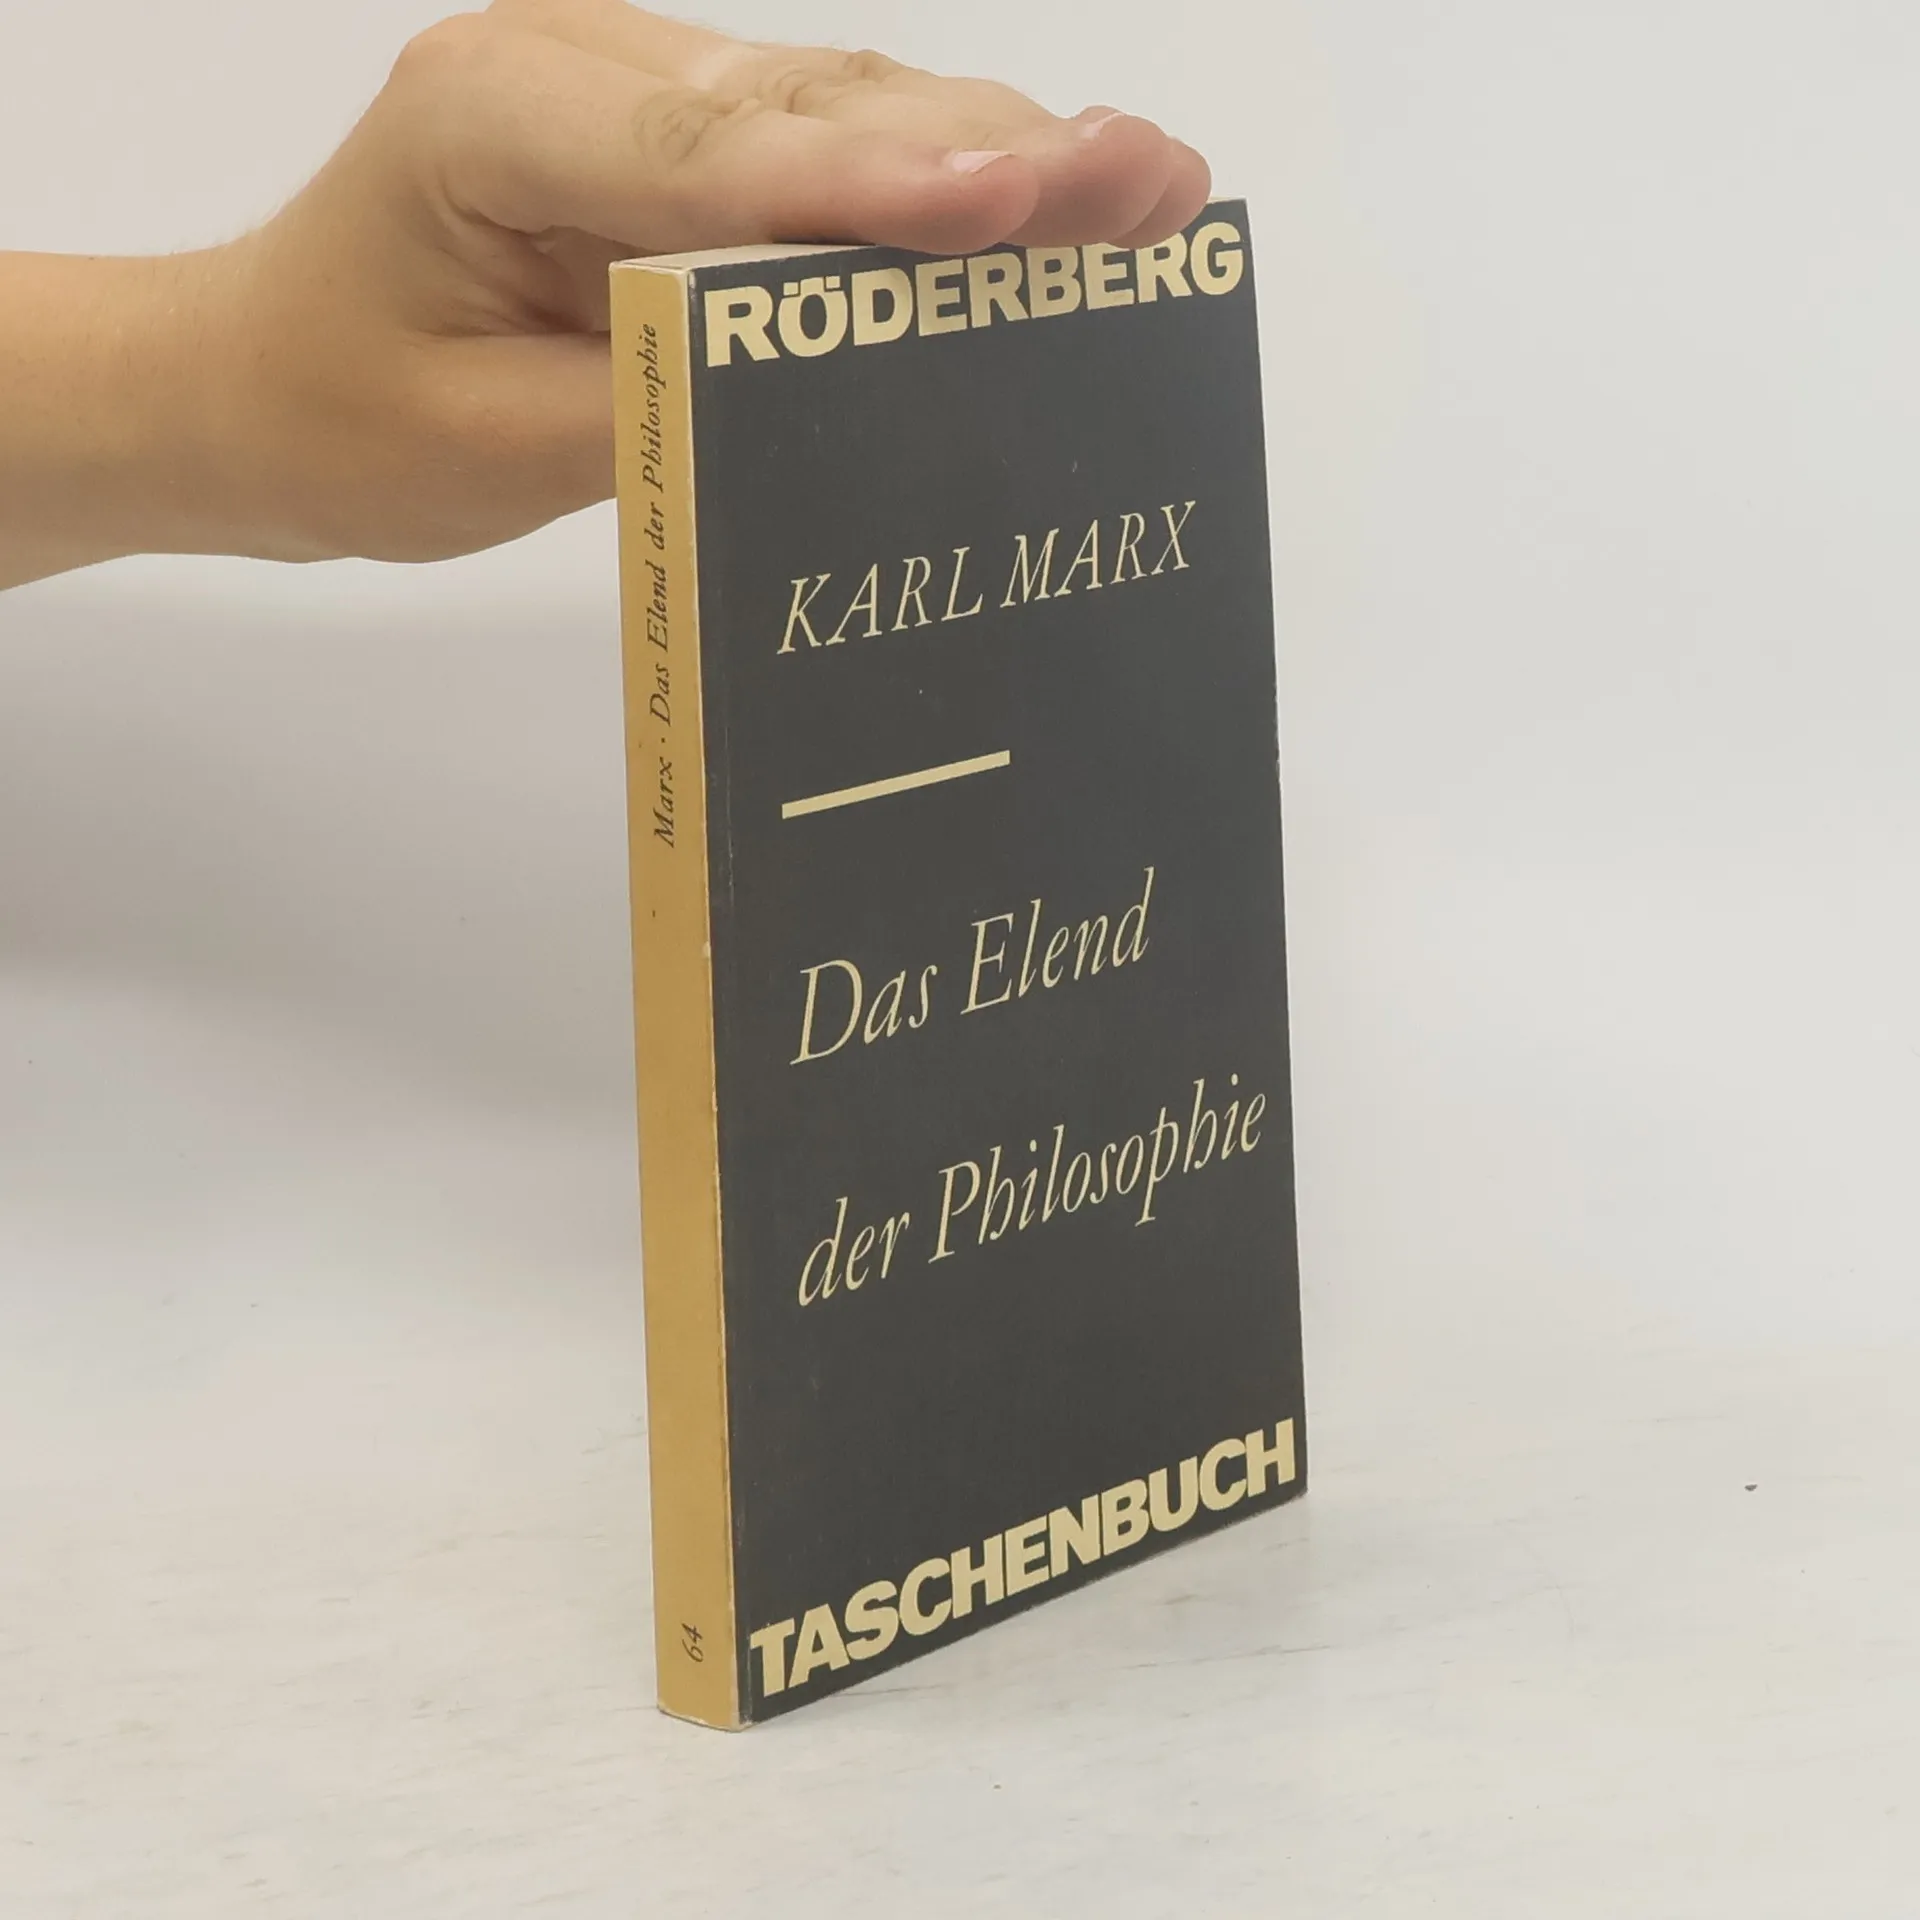 RÖDERBERG
KARL MARX
Das Elend
der Philosophie
TASCHENBUCH
Marx · Das Elend der Philosophie
64